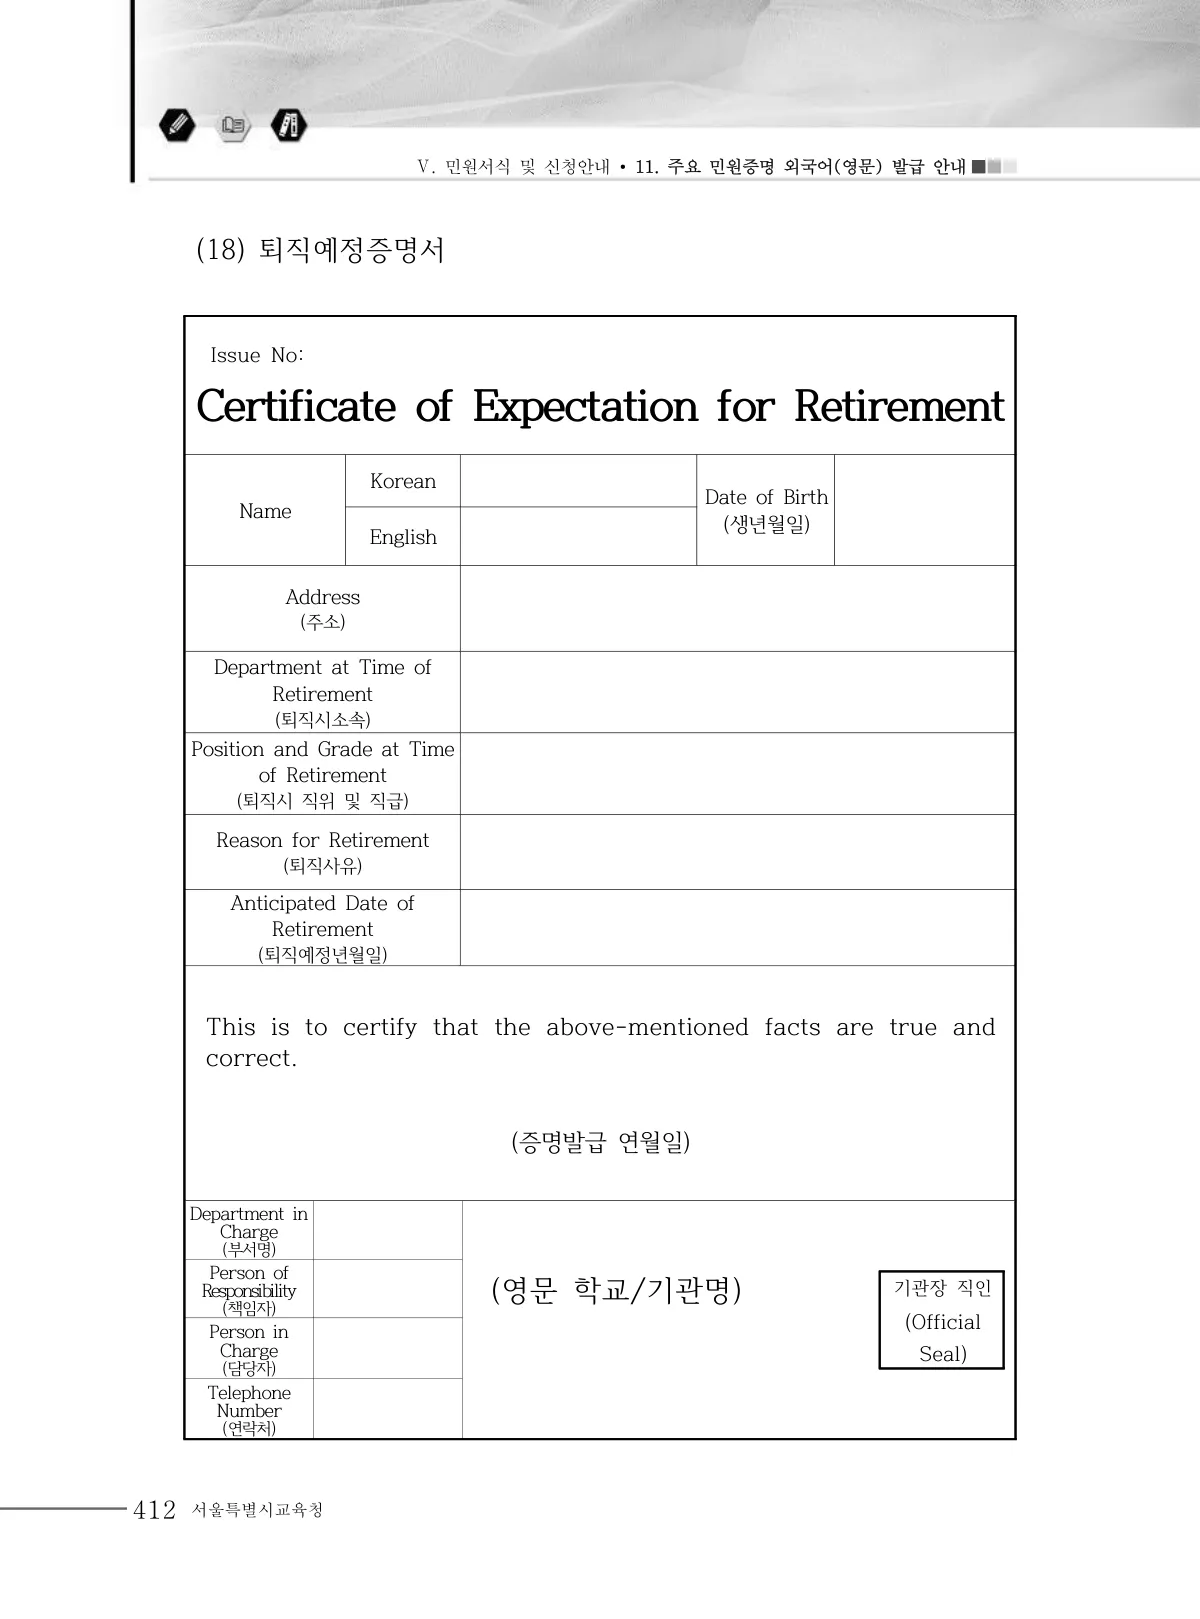 Ⅴ. 민원서식 및 신청안내 • 11. 주요 민원증명 외국어(영문) 발급 안내
(18) 퇴직예정증명서
Issue No:
Certificate of Expectation for Retirement
Name
Korean
English
Date of Birth
(생년월일)
Address
(주소)
Department at Time of
Retirement
(퇴직시소속)
Position and Grade at Time
of Retirement
(퇴직시 직위 및 직급)
Reason for Retirement
(퇴직사유)
Anticipated Date of
Retirement
(퇴직예정년월일)
This is to certify that the above-mentioned facts are true and
correct.
(증명발급 연월일)
Department in
Charge
(부서명)
Person of
Responsibility
(책임자)
Person in
Charge
(담당자)
Telephone
Number
(연락처)
(영문 학교/기관명)
기관장 직인
(Official
Seal)
412 서울특별시교육청